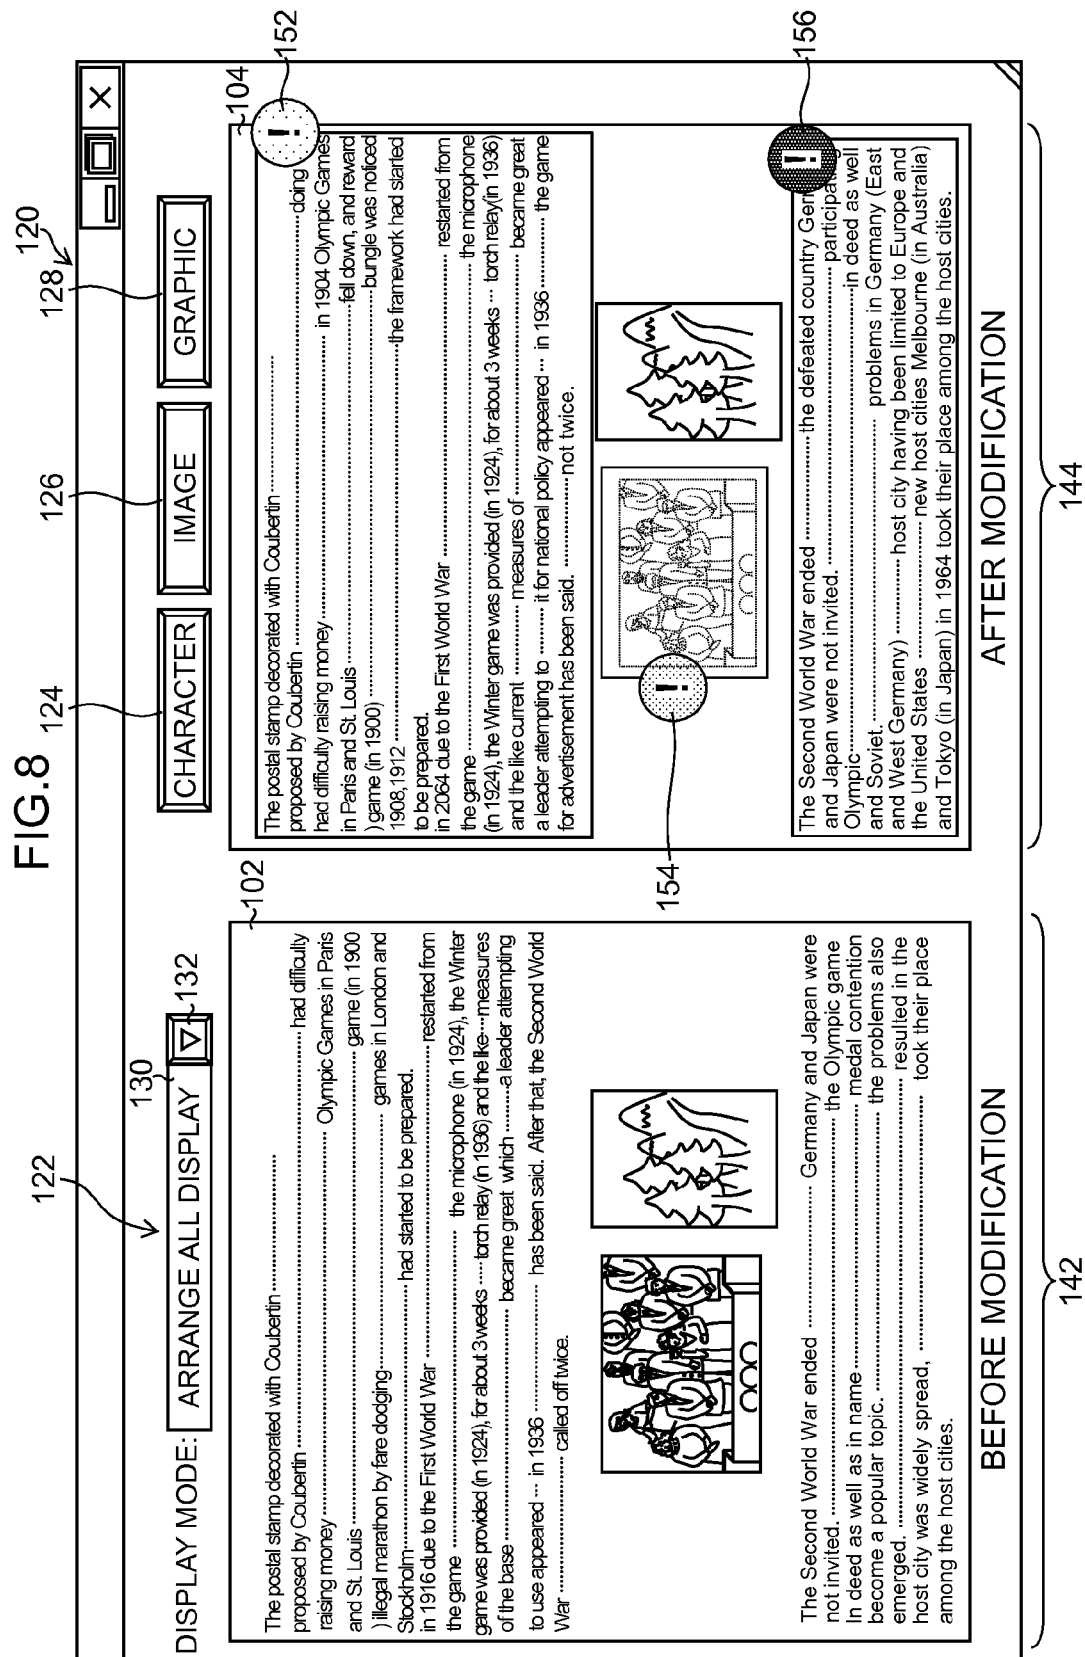 FIG.8
120
122
124
126
128
130
132
DISPLAY MODE:
ARRANGE ALL DISPLAY
▽
CHARACTER
IMAGE
GRAPHIC
102
The postal stamp decorated with Coubertin
proposed by Coubertin ········ had difficulty
raising money ········ Olympic Games in Paris
and St. Louis ········ game (in 1900
) illegal marathon by fare dodging ········ games in London and
Stockholm ········ had started to be prepared.
in 1916 due to the First World War ········ restarted from
the game ········ the microphone (in 1924), the Winter
game was provided (in 1924), for about 3 weeks ···· torch relay (in 1936) and the like ···· measures
of the base ········ became great which ········ a leader attempting
to use appeared ··· in 1936 ········ has been said. After that, the Second World
War ········ called off twice.
The Second World War ended ········ Germany and Japan were
not invited. ········ the Olympic game
In deed as well as in name ········ medal contention
become a popular topic. ········ the problems also
emerged. ········ resulted in the
host city was widely spread, ········ took their place
among the host cities.
BEFORE MODIFICATION
142
104
152
The postal stamp decorated with Coubertin ········
proposed by Coubertin ········ doing
had difficulty raising money ········ in 1904 Olympic Games
in Paris and St. Louis ········ fell down, and reward
) game (in 1900) ········ bungle was noticed
1908,1912 ········ the framework had started
to be prepared.
in 2064 due to the First World War ········ restarted from
the game ········ the microphone
(in 1924), the Winter game was provided (in 1924), for about 3 weeks ··· torch relay(in 1936)
and the like current ········ measures of ········ became great
a leader attempting to ········ it for national policy appeared ··· in 1936 ········ the game
for advertisement has been said. ········ not twice.
!
154
!
156
!
The Second World War ended ········ the defeated country Ger
and Japan were not invited. ········ participating
Olympic ········ in deed as well
and Soviet. ········ problems in Germany (East
and West Germany) ········ host city having been limited to Europe and
the United States ········ new host cities Melbourne (in Australia)
and Tokyo (in Japan) in 1964 took their place among the host cities.
AFTER MODIFICATION
144